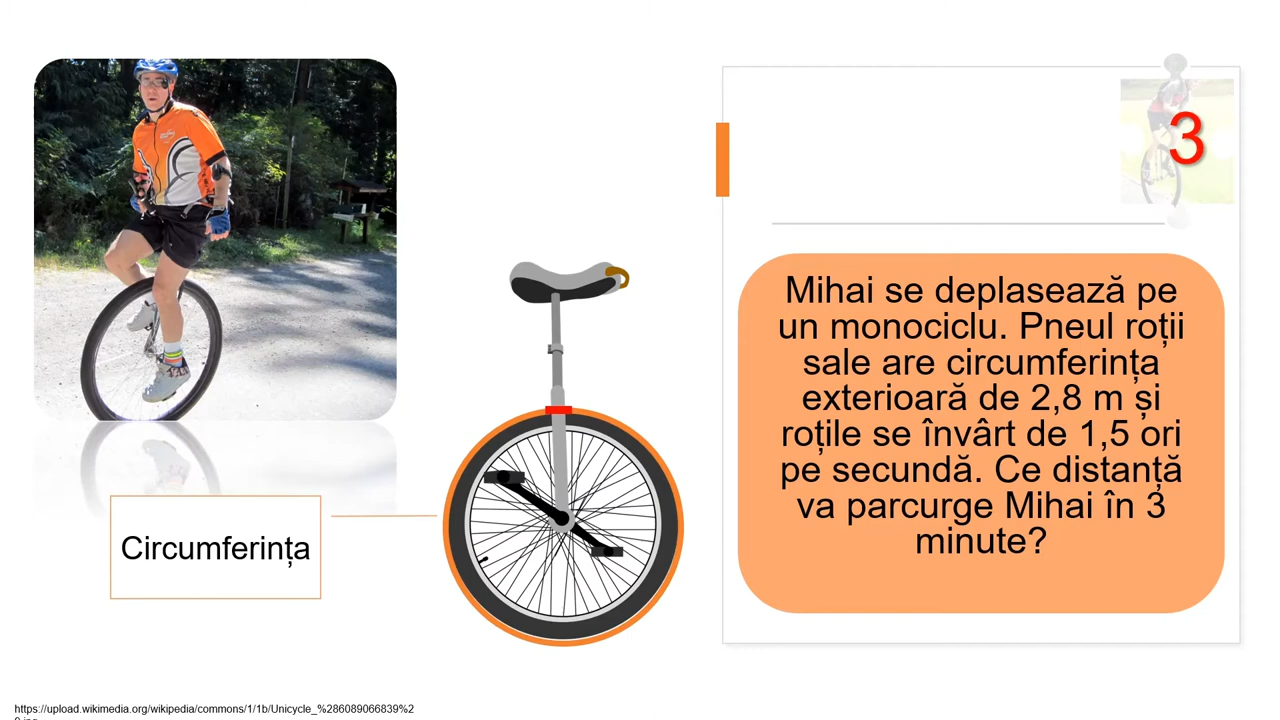 3
Mihai se deplasează pe
un monociclu. Pneul roții
sale are circumferința
exterioară de 2,8 m și
roțile se învârt de 1,5 ori
pe secundă. Ce distanță
va parcurge Mihai în 3
minute?
Circumferința
https://upload.wikimedia.org/wikipedia/commons/1/1b/Unicycle_%286089066839%2